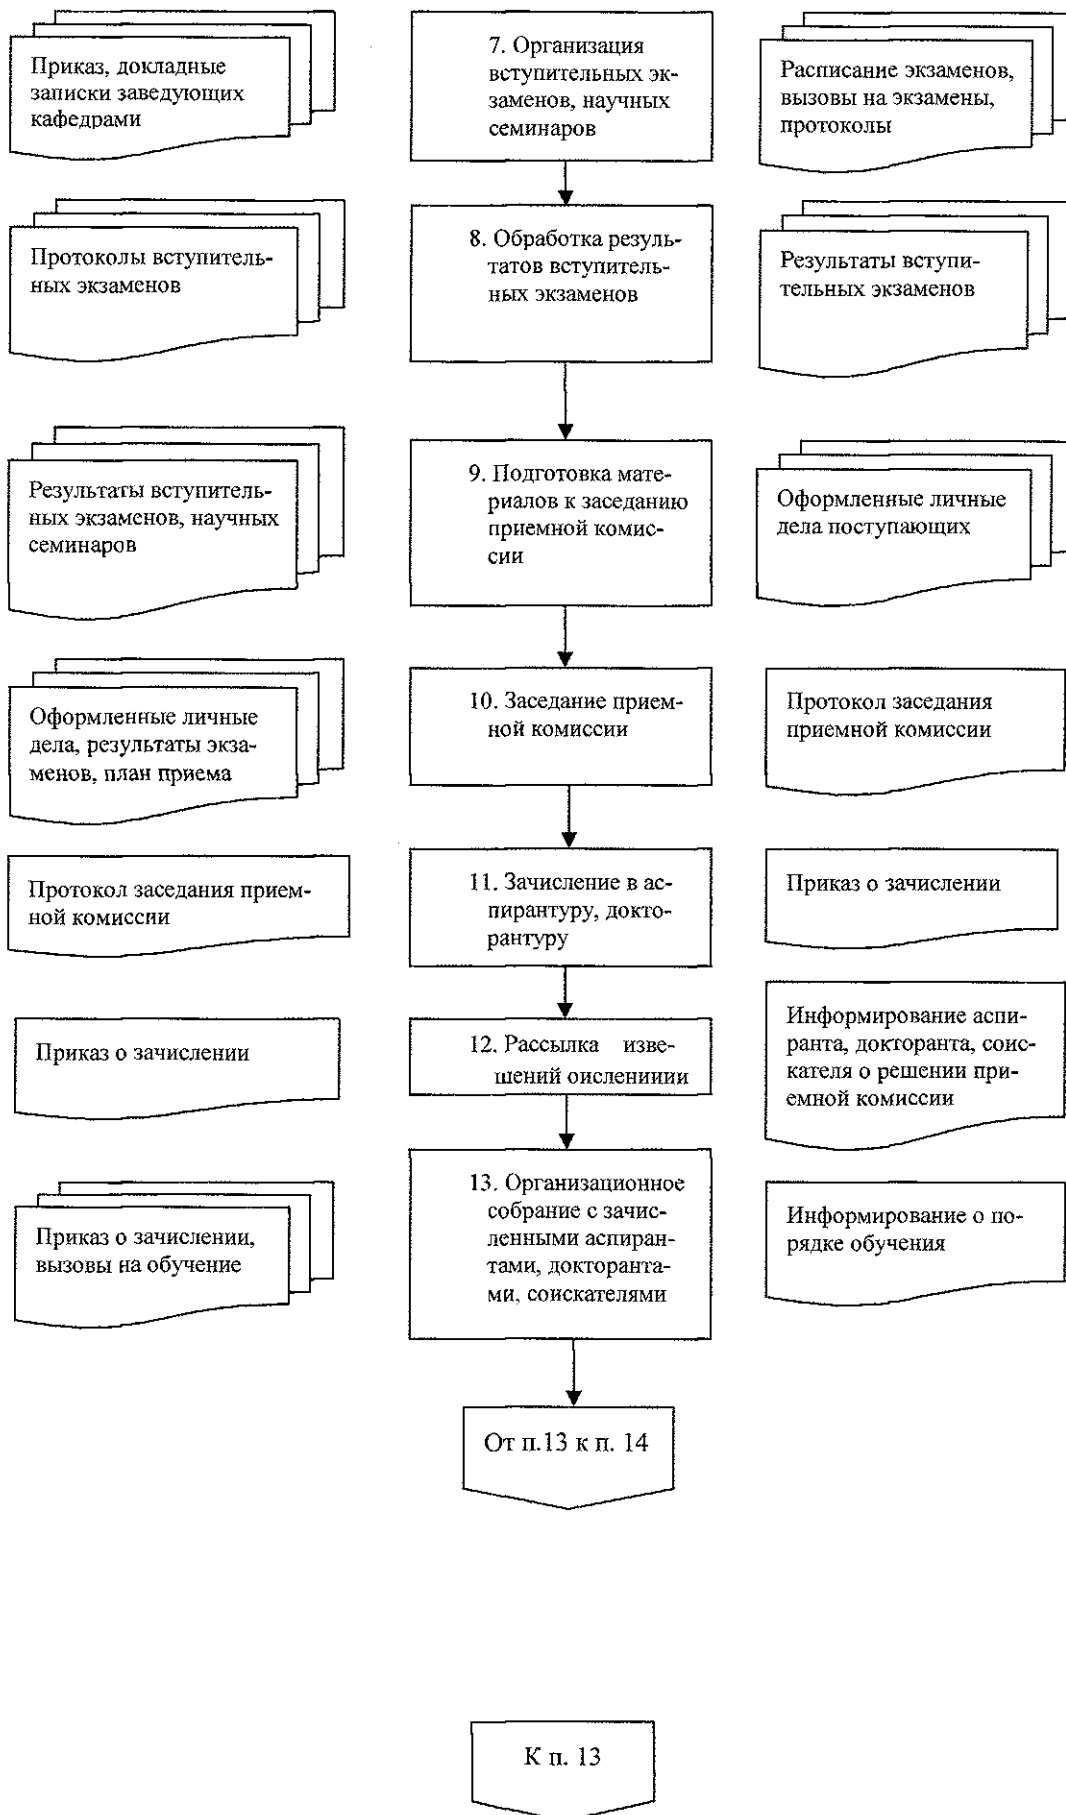 Приказ, докладные
записки заведующих
кафедрами
7. Организация
вступительных эк-
заменов, научных
семинаров
Расписание экзаменов,
вызовы на экзамены,
протоколы
Протоколы вступитель-
ных экзаменов
8. Обработка резуль-
татов вступитель-
ных экзаменов
Результаты вступи-
тельных экзаменов
Результаты вступитель-
ных экзаменов, научных
семинаров
9. Подготовка мате-
риалов к заседанию
приемной комис-
сии
Оформленные личные
дела поступающих
Оформленные личные
дела, результаты экза-
менов, план приема
10. Заседание прием-
ной комиссии
Протокол заседания
приемной комиссии
Протокол заседания прием-
ной комиссии
11. Зачисление в ас-
пирантуру, докто-
рантуру
Приказ о зачислении
Приказ о зачислении
12. Рассылка изве-
шений оислениии
Информирование аспи-
ранта, докторанта, соис-
кателя о решении при-
емной комиссии
Приказ о зачислении,
вызовы на обучение
13. Организационное
собрание с зачис-
ленными аспиран-
тами, докторанта-
ми, соискателями
Информирование о по-
рядке обучения
От п.13 к п. 14
К п. 13